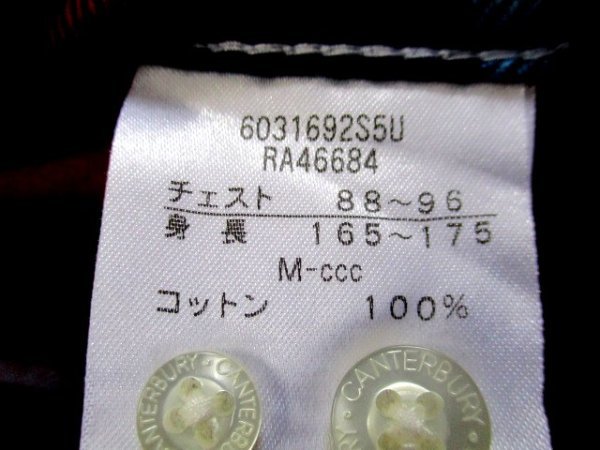 6031692S5U
RA46684
チェスト 88～96
身長 165～175
M-ccc
コットン 100%
CANTERBURY・CANTERBURY
CANTERBURY